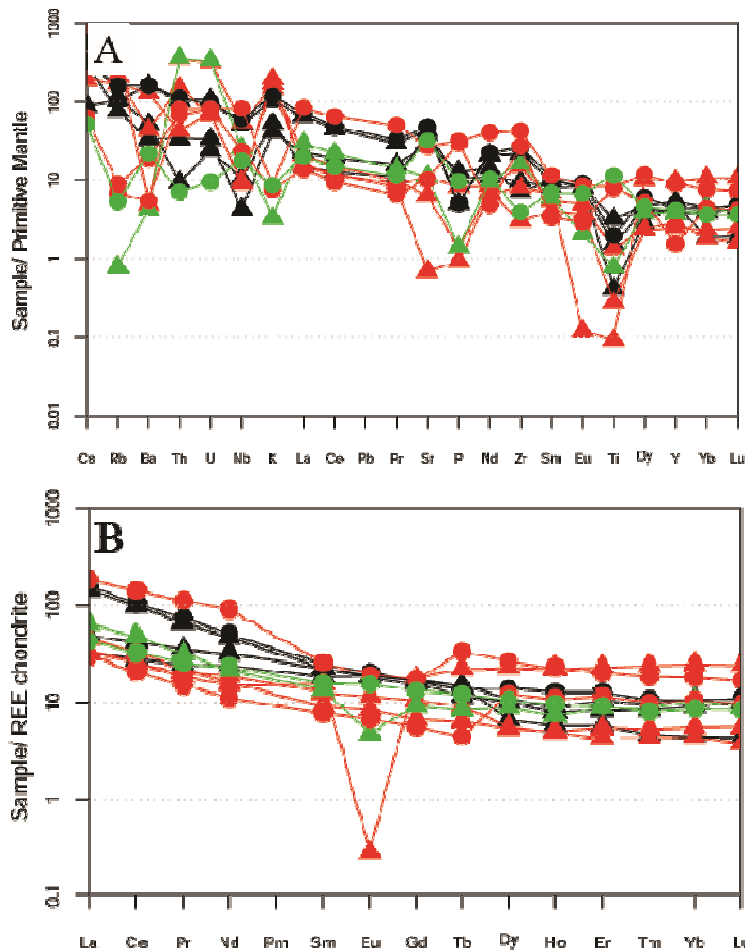 A
Sample/ Primitive Mantle
1000
100
10
1
0.1
0.01
Cs Rb Ba Th U Nb K La Ce Pb Pr Sr P Nd Zr Sm Eu Ti Dy Y Yb Lu
B
Sample/ REE chondrite
1000
100
10
1
0.1
La Ce Pr Nd Pm Sm Eu Gd Tb Dy Ho Er Tm Yb Lu